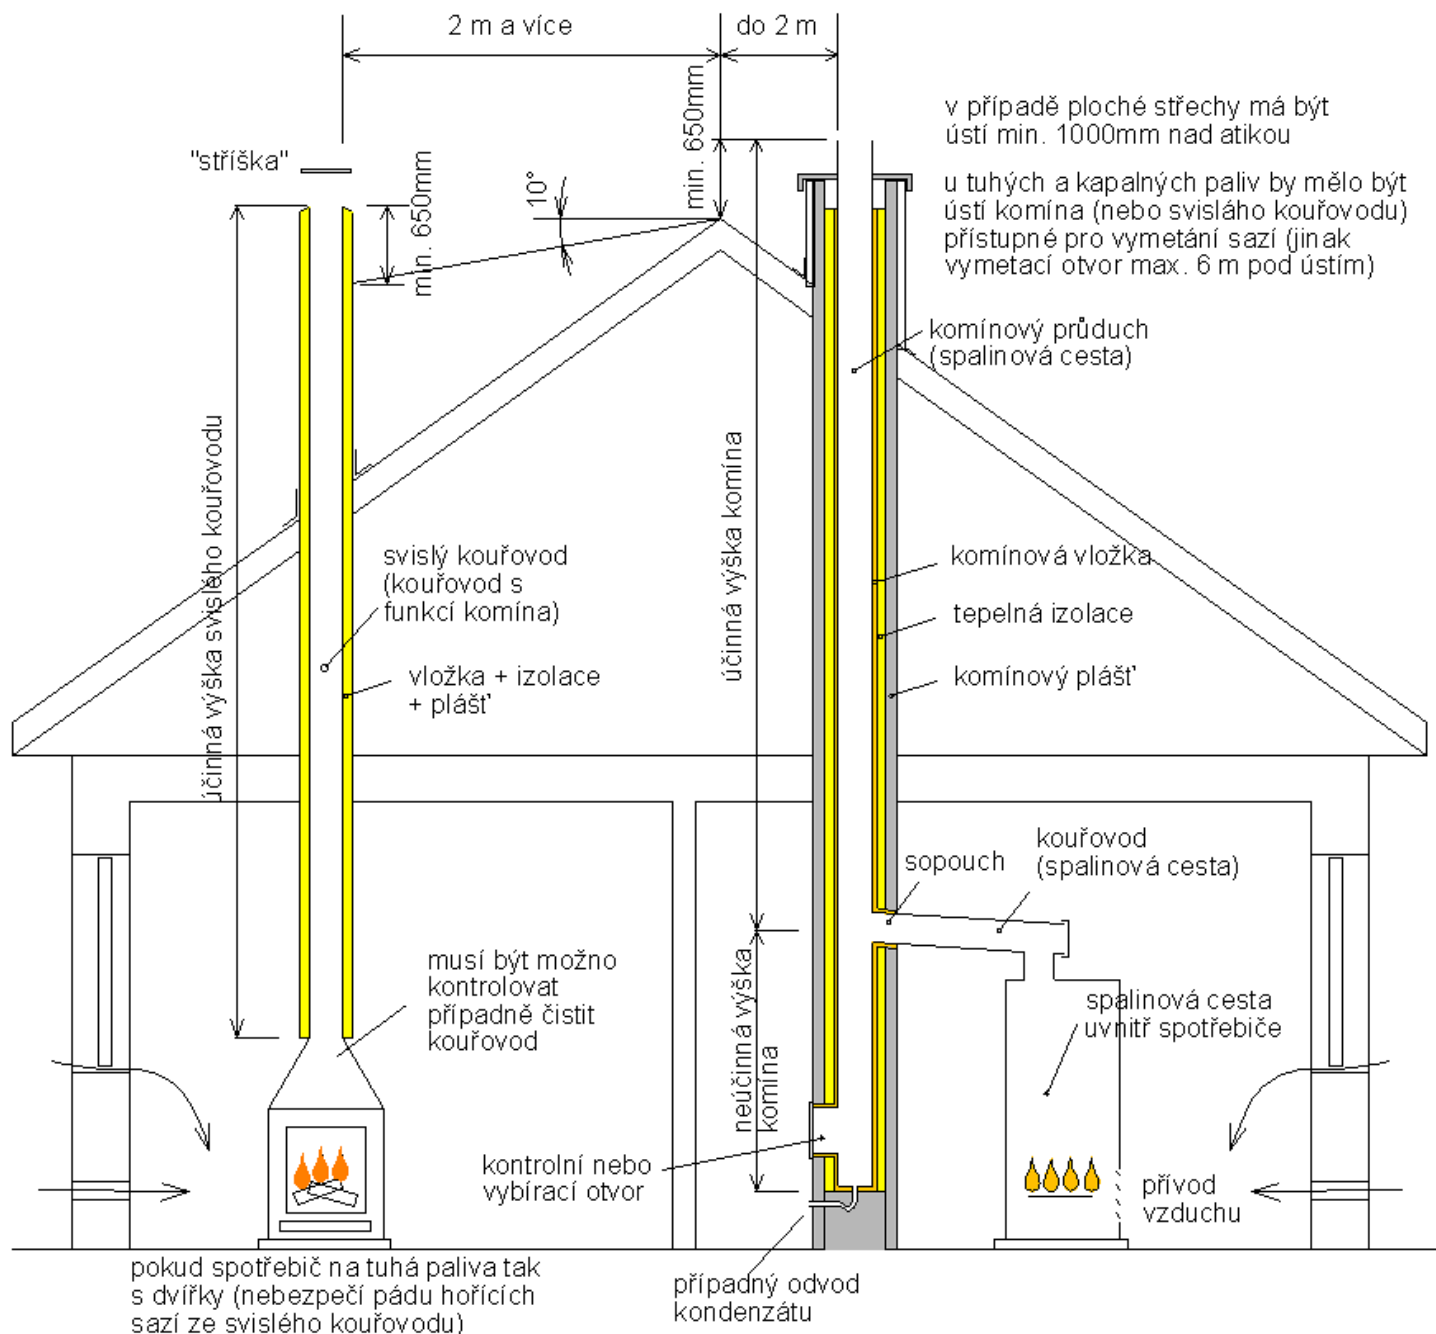 2 m a více
do 2 m
min. 650mm
v případě ploché střechy má být
ústí min. 1000mm nad atikou
"stříška"
min. 650mm
10°
u tuhých a kapalných paliv by mělo být
ústí komína (nebo svisláho kouřovodu)
přístupné pro vymetání sazí (jinak
vymetací otvor max. 6 m pod ústím)
komínový průduch
(spalinová cesta)
účinná výška svislého kouřovodu
účinná výška komína
svislý kouřovod
(kouřovod s
funkcí komína)
komínová vložka
tepelná izolace
vložka + izolace
+ plášť
komínový plášť
kouřovod
(spalinová cesta)
sopouch
musí být možno
kontrolovat
případně čistit
kouřovod
neúčinná výška
komína
spalinová cesta
uvnitř spotřebiče
kontrolní nebo
vybírací otvor
přívod
vzduchu
pokud spotřebič na tuhá paliva tak
s dvířky (nebezpečí pádu hořících
sazí ze svislého kouřovodu)
případný odvod
kondenzátu